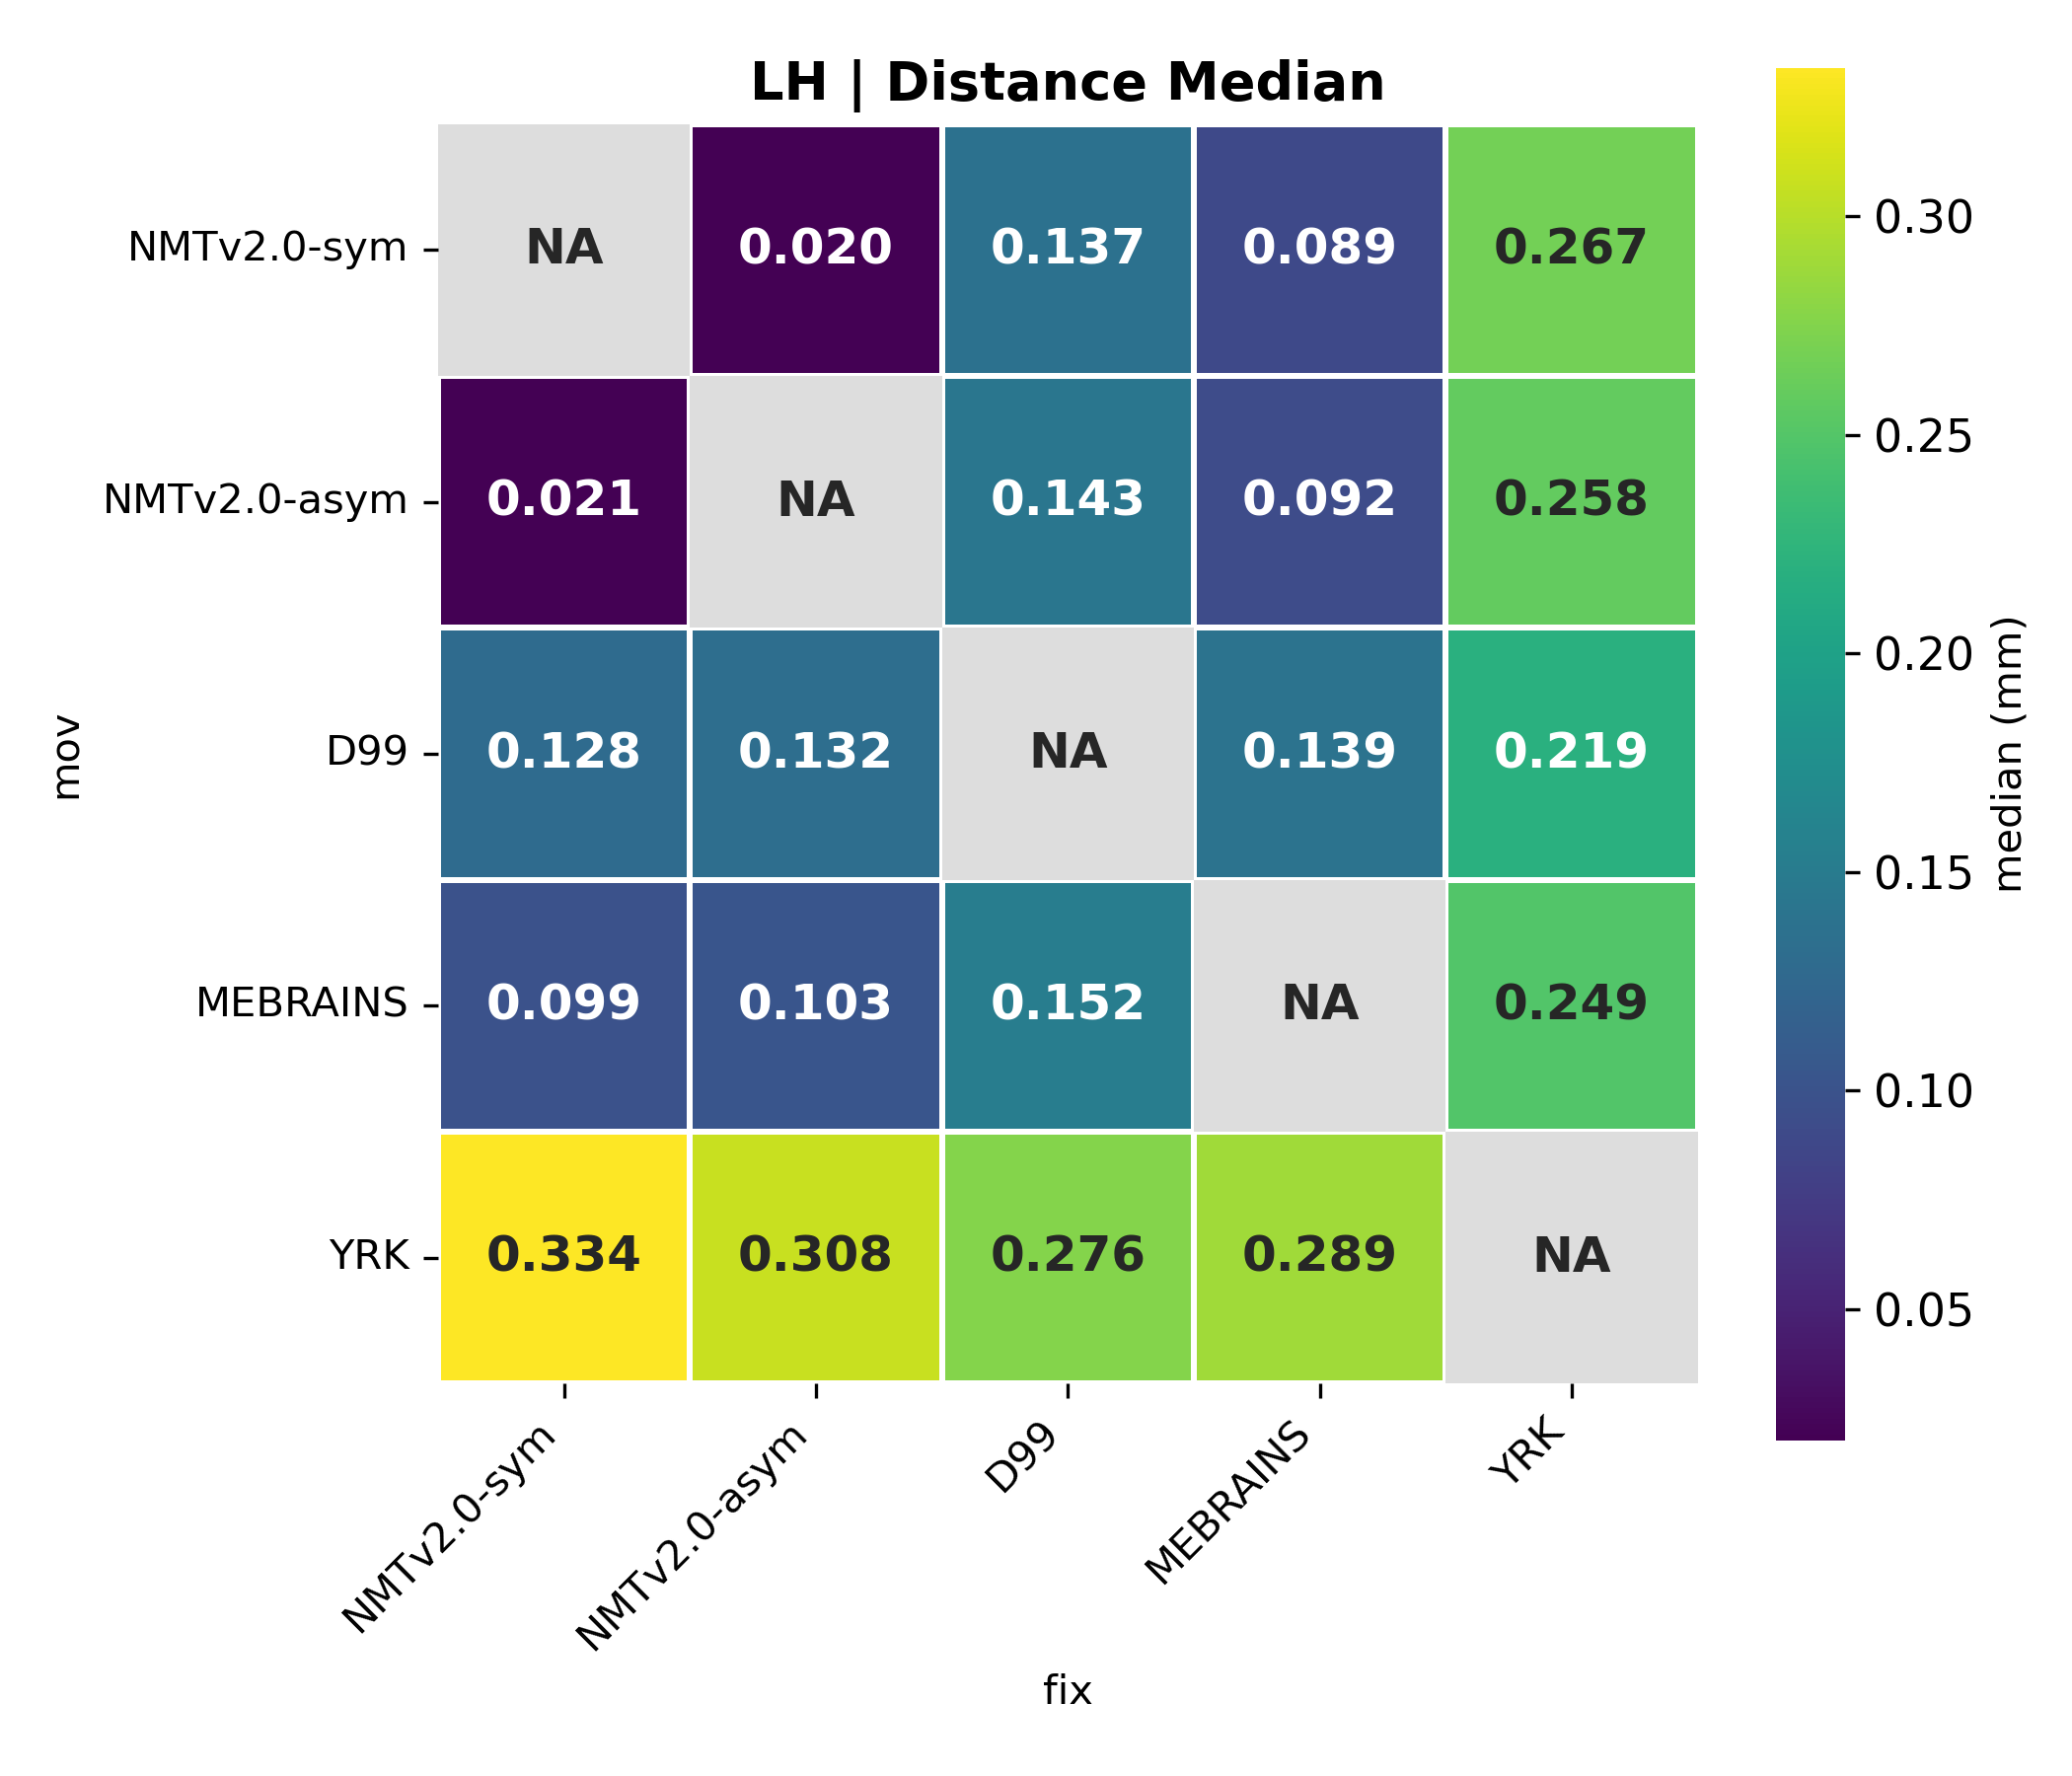 LH | Distance Median
NMTv2.0-sym NA 0.020 0.137 0.089 0.267
NMTv2.0-asym 0.021 NA 0.143 0.092 0.258
D99 0.128 0.132 NA 0.139 0.219
MEBRAINS 0.099 0.103 0.152 NA 0.249
YRK 0.334 0.308 0.276 0.289 NA
mov
NMTv2.0-sym NMTv2.0-asym D99 MEBRAINS YRK
fix
0.30
0.25
0.20
0.15
0.10
0.05
median (mm)